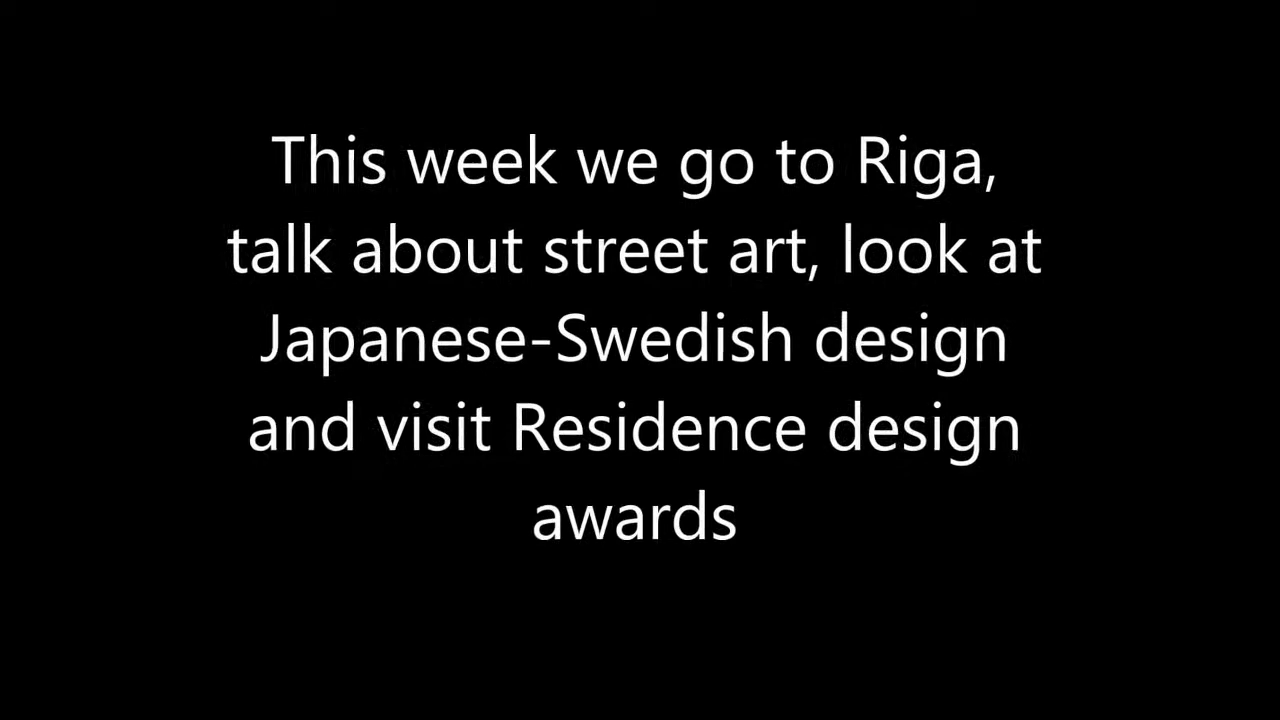 This week we go to Riga,
talk about street art, look at
Japanese-Swedish design
and visit Residence design
awards